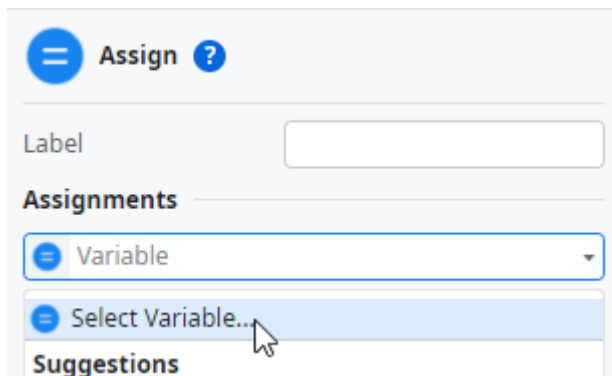 Assign ?
Label
Assignments
Variable
Select Variable...
Suggestions